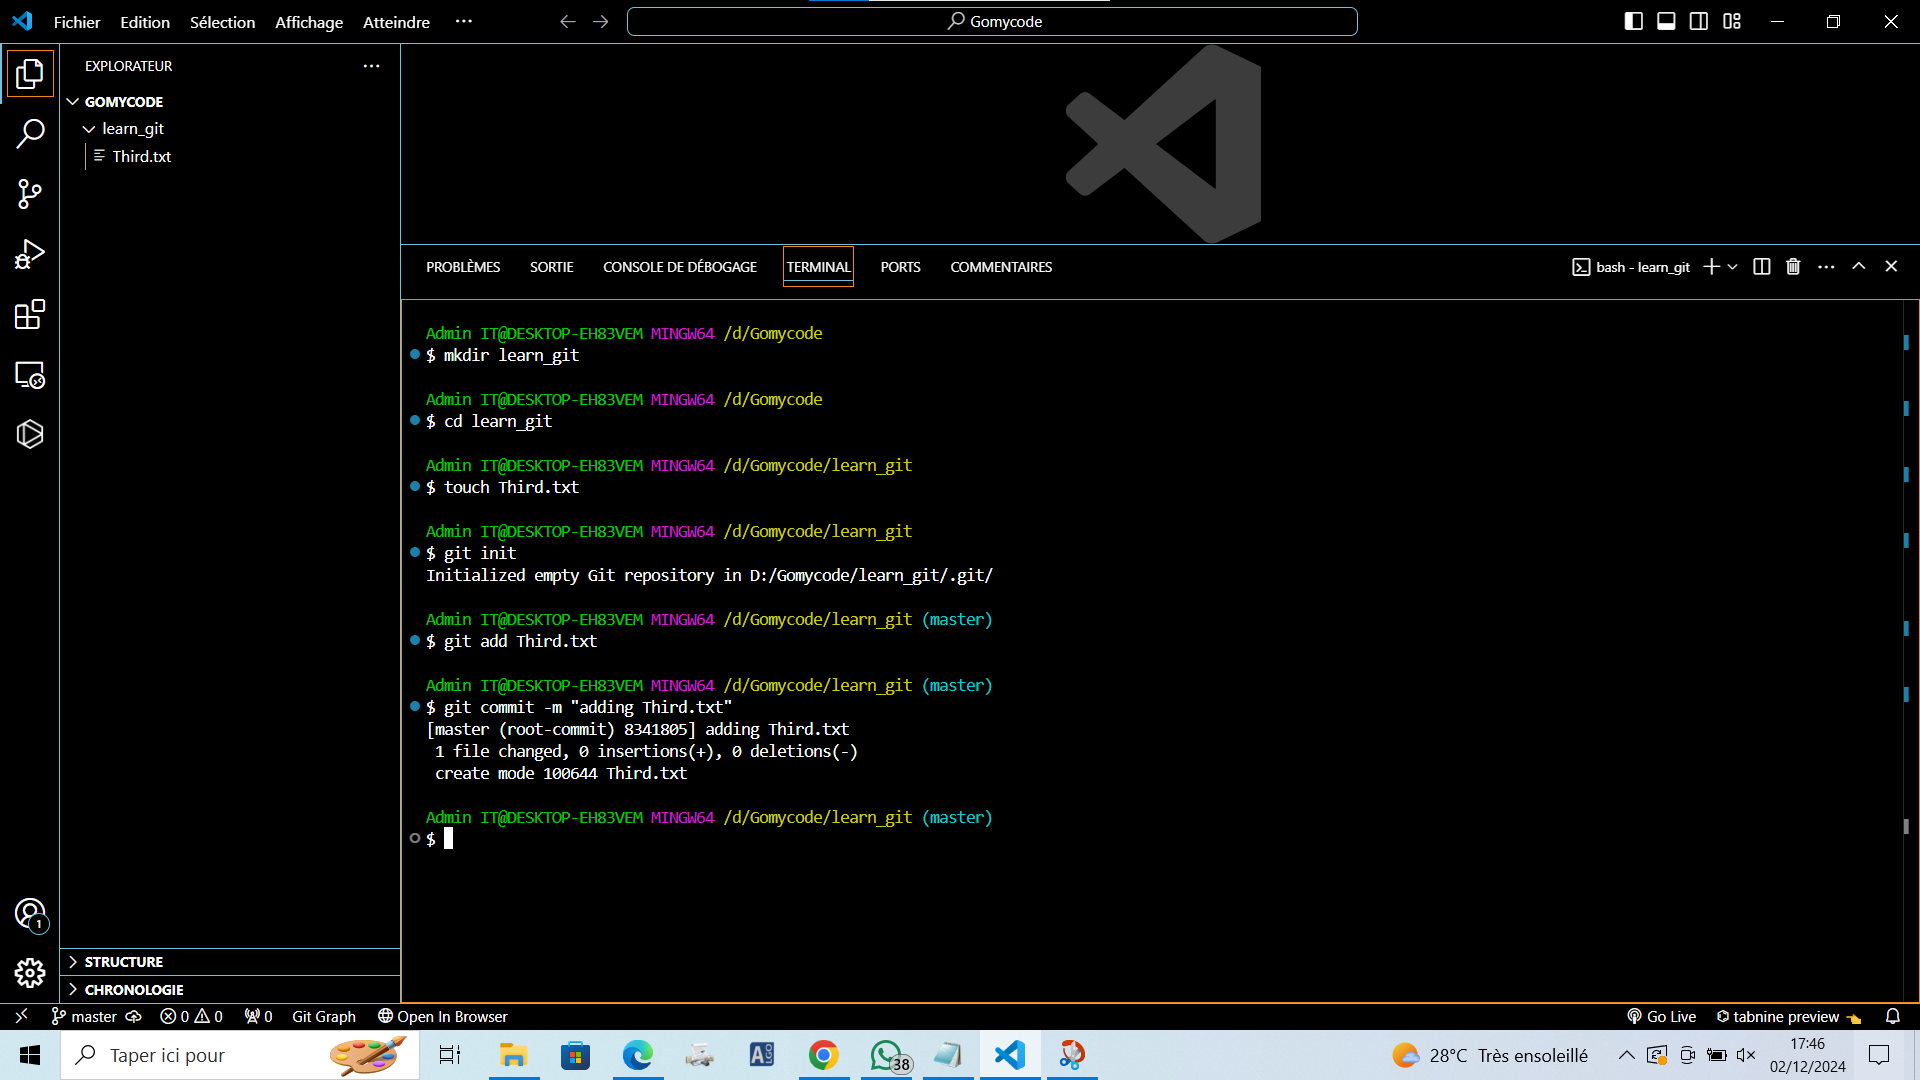 Fichier Edition Sélection Affichage Atteindre ···
Gomycode
EXPLORATEUR
GOMYCODE
learn_git
Third.txt
PROBLÈMES SORTIE CONSOLE DE DÉBOGAGE TERMINAL PORTS COMMENTAIRES
bash - learn_git
Admin IT@DESKTOP-EH83VEM MINGW64 /d/Gomycode
$ mkdir learn_git
Admin IT@DESKTOP-EH83VEM MINGW64 /d/Gomycode
$ cd learn_git
Admin IT@DESKTOP-EH83VEM MINGW64 /d/Gomycode/learn_git
$ touch Third.txt
Admin IT@DESKTOP-EH83VEM MINGW64 /d/Gomycode/learn_git
$ git init
Initialized empty Git repository in D:/Gomycode/learn_git/.git/
Admin IT@DESKTOP-EH83VEM MINGW64 /d/Gomycode/learn_git (master)
$ git add Third.txt
Admin IT@DESKTOP-EH83VEM MINGW64 /d/Gomycode/learn_git (master)
$ git commit -m "adding Third.txt"
[master (root-commit) 8341805] adding Third.txt
1 file changed, 0 insertions(+), 0 deletions(-)
create mode 100644 Third.txt
Admin IT@DESKTOP-EH83VEM MINGW64 /d/Gomycode/learn_git (master)
$
1
STRUCTURE
CHRONOLOGIE
master 0 0 0 Git Graph Open In Browser
Go Live tabnine preview
Taper ici pour
ALGO
38
28°C Très ensoleillé
17:46
02/12/2024